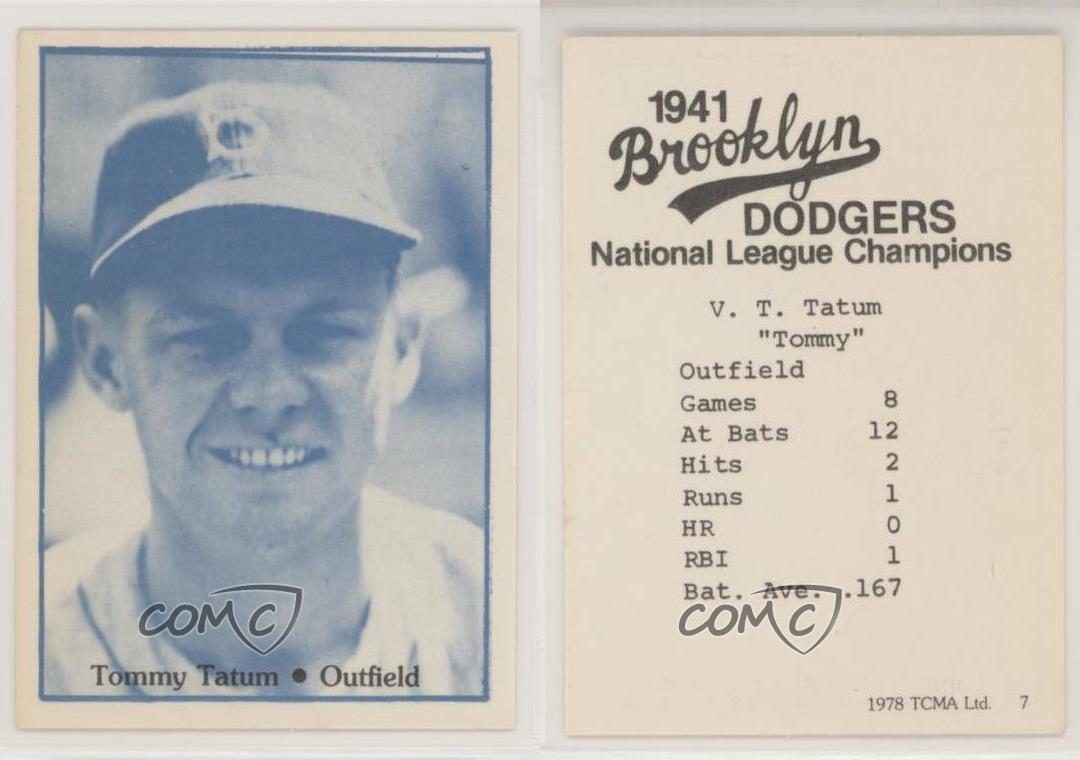 COMC
Tommy Tatum ● Outfield
1941
Brooklyn
DODGERS
National League Champions
V. T. Tatum
"Tommy"
Outfield
Games 8
At Bats 12
Hits 2
Runs 1
HR 0
RBI 1
Bat. Ave. .167
COMC
1978 TCMA Ltd. 7